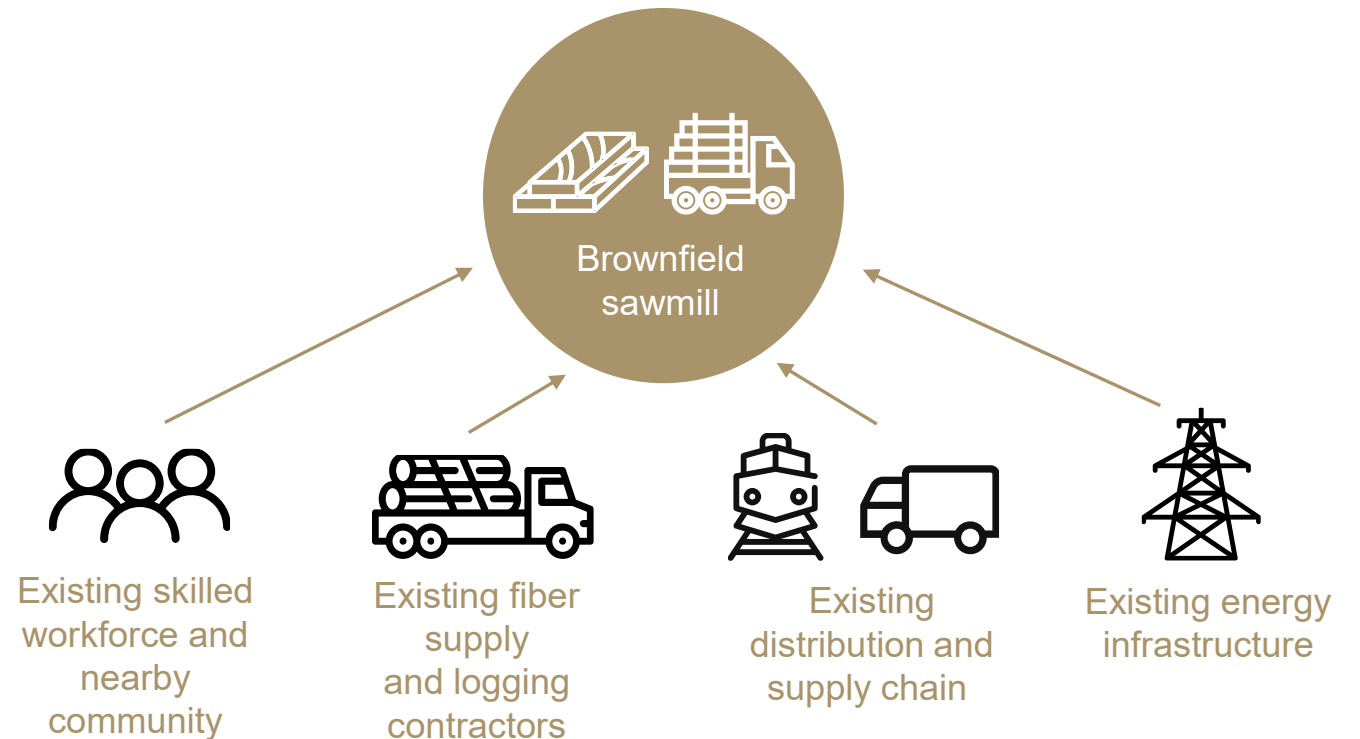 Brownfield
sawmill
Existing skilled
workforce and
nearby
community
Existing fiber
supply
and logging
contractors
Existing
distribution and
supply chain
Existing energy
infrastructure